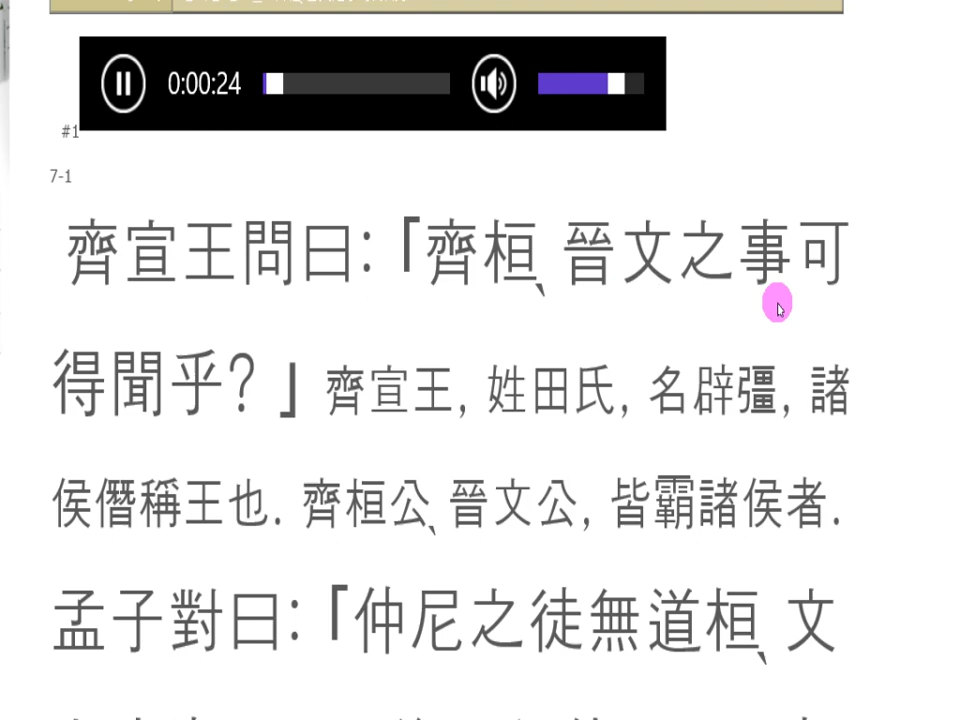 0:00:24
#1
7-1
齊宣王問曰:「齊桓、晉文之事可
得聞乎?」齊宣王, 姓田氏, 名辟彊, 諸
侯僭稱王也. 齊桓公、晉文公, 皆霸諸侯者.
孟子對曰:「仲尼之徒無道桓、文